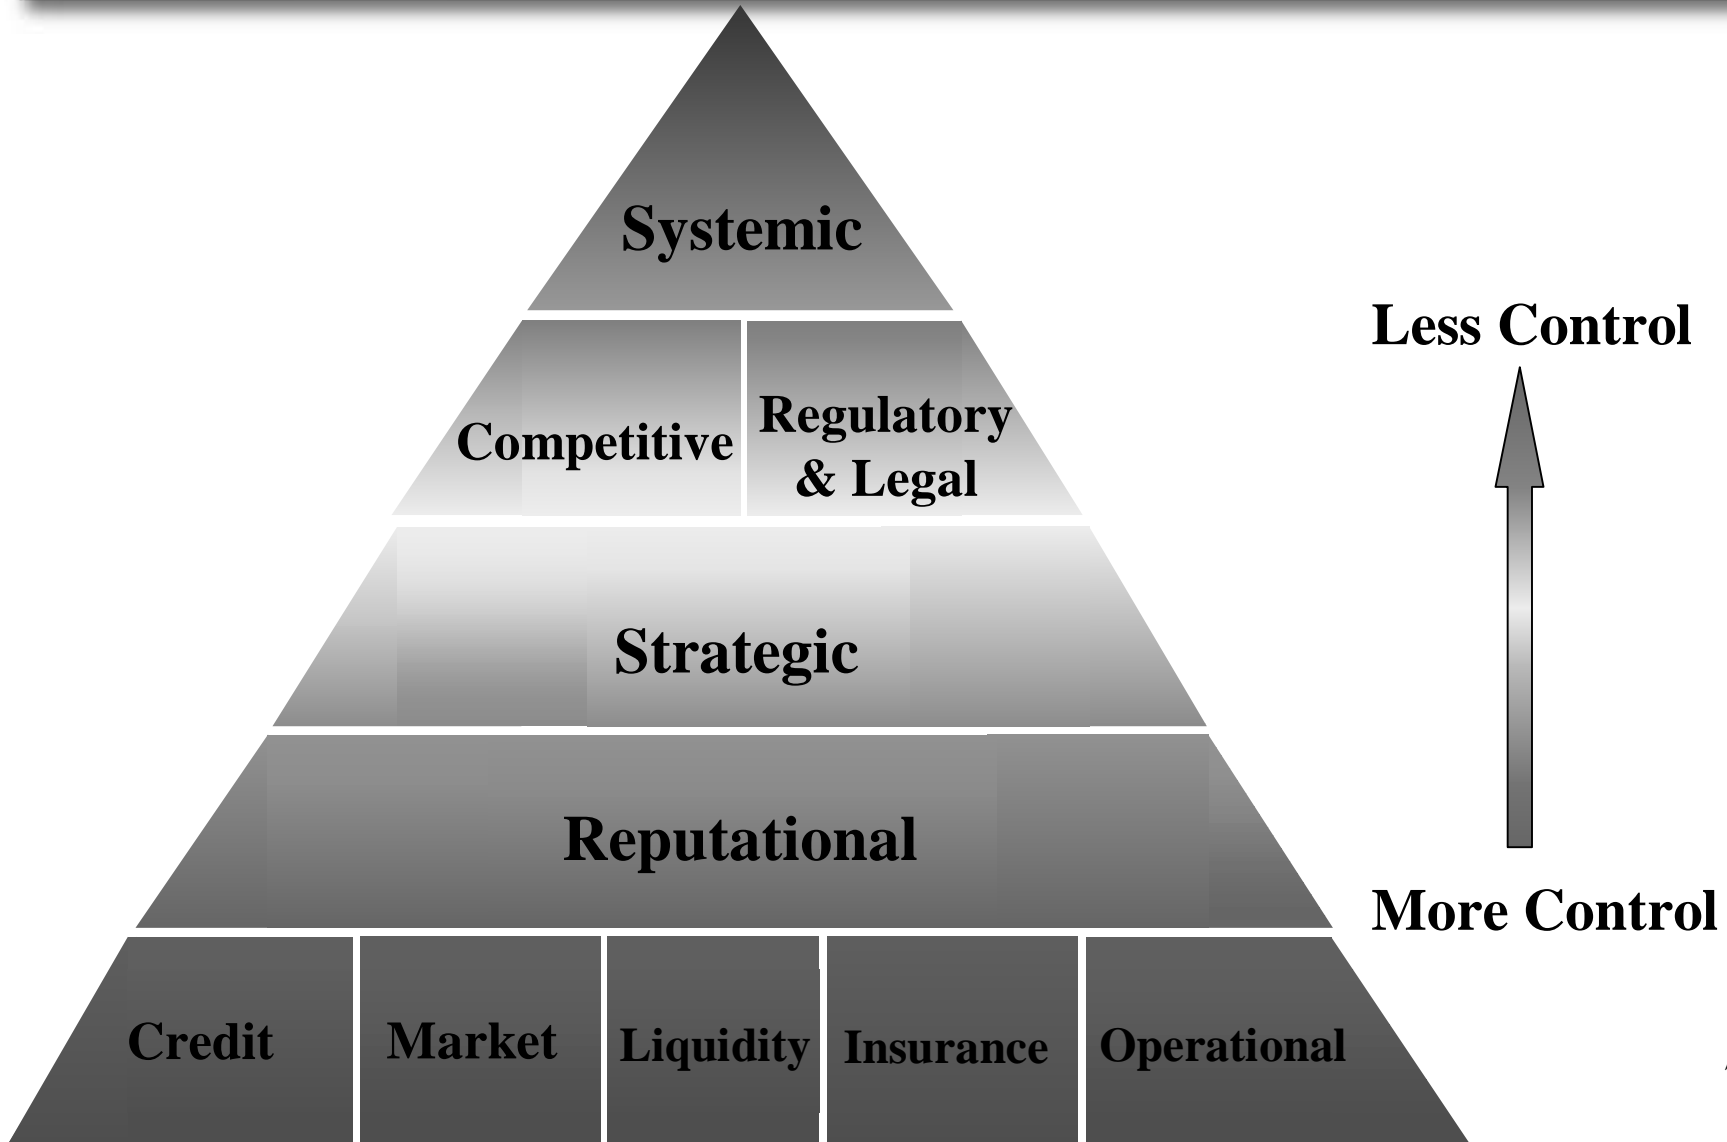 Systemic
Less Control
Competitive
Regulatory
& Legal
Strategic
Reputational
More Control
Credit
Market
Liquidity
Insurance
Operational